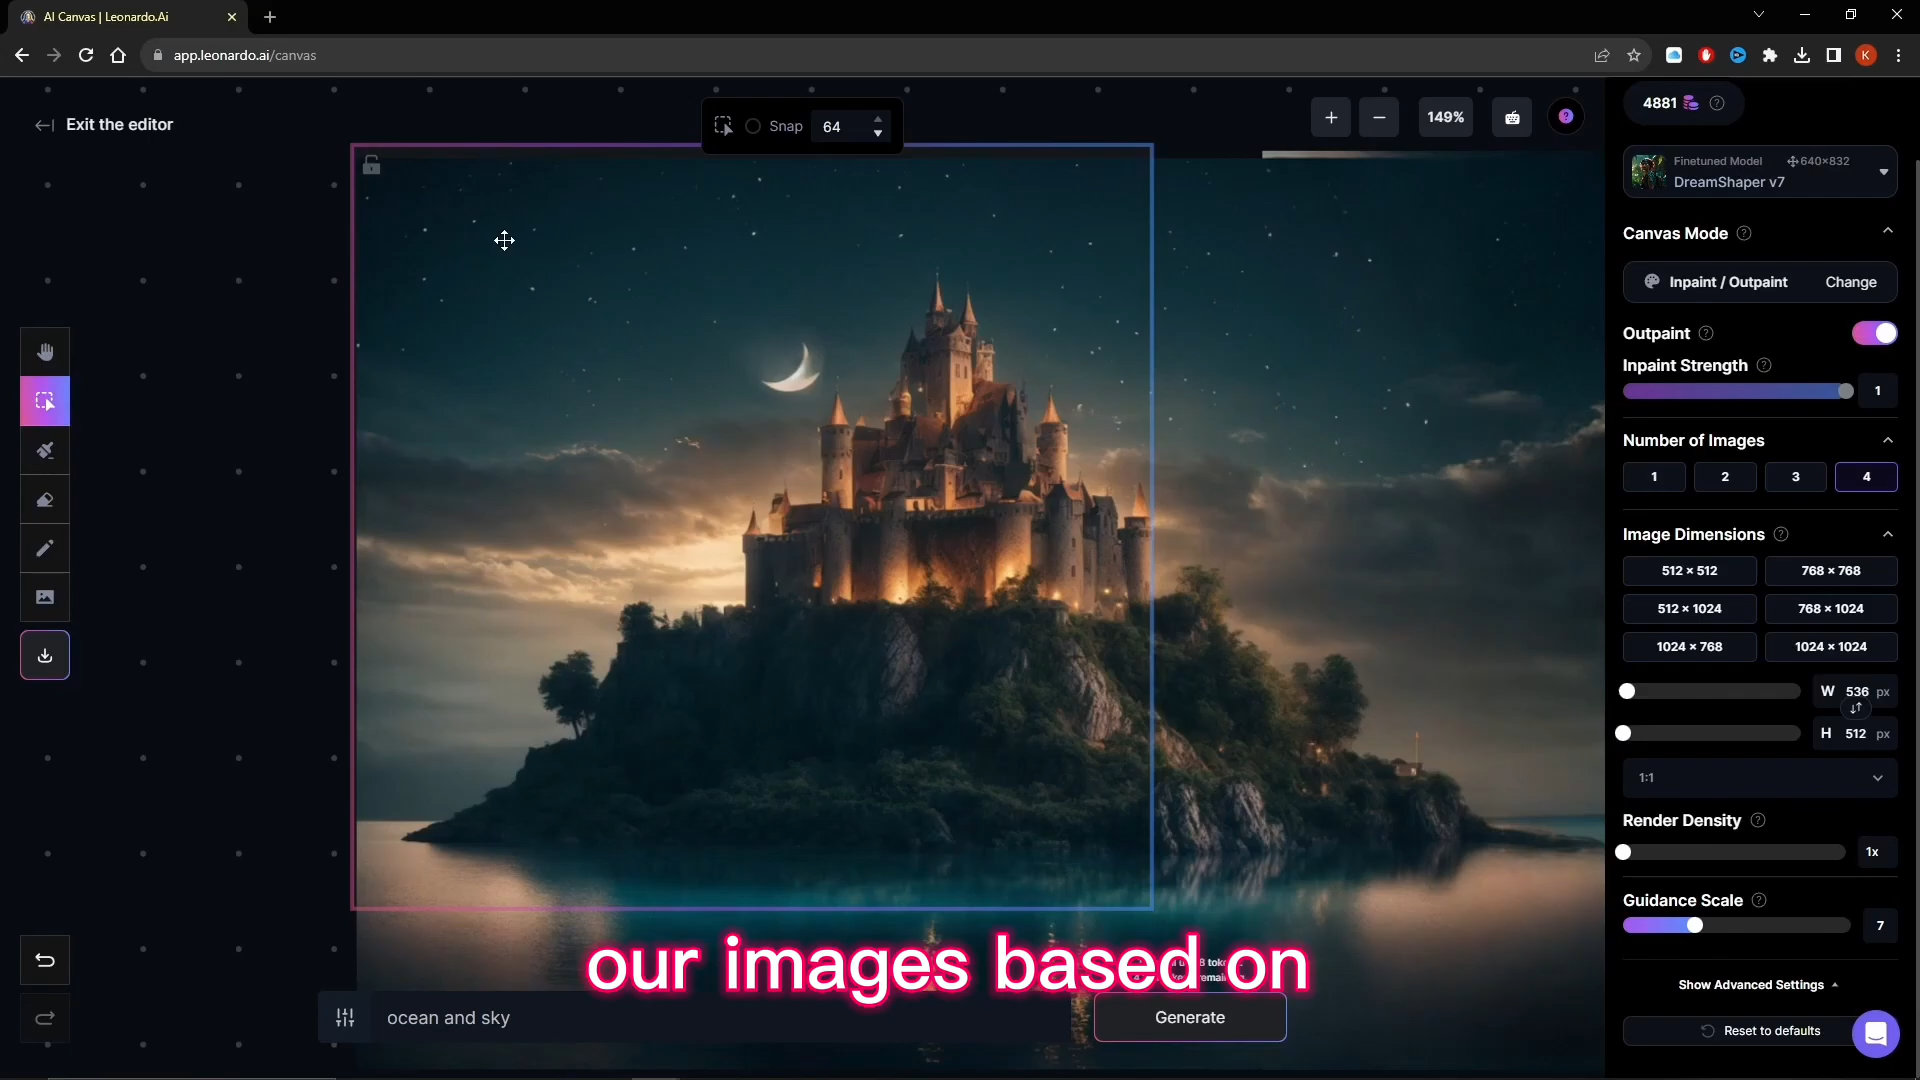 AI Canvas | Leonardo.Ai
app.leonardo.ai/canvas
Exit the editor
Snap
64
149%
4881
Finetuned Model
640×832
DreamShaper v7
Canvas Mode
Inpaint / Outpaint
Change
Outpaint
Inpaint Strength
1
Number of Images
1
2
3
4
Image Dimensions
512 × 512
768 × 768
512 × 1024
768 × 1024
1024 × 768
1024 × 1024
W 536 px
H 512 px
1:1
Render Density
1x
Guidance Scale
7
Show Advanced Settings
Reset to defaults
our images based on
ocean and sky
Generate
K